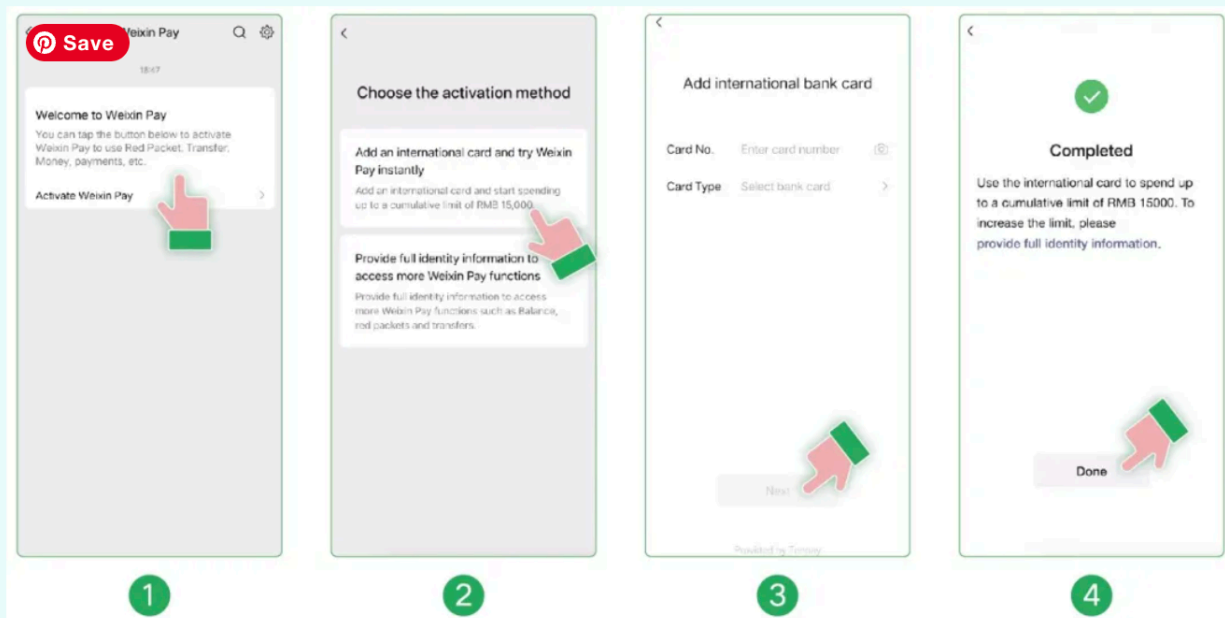 Save
Weixin Pay
18:47
Welcome to Weixin Pay
You can tap the button below to activate
Weixin Pay to use Red Packet, Transfer,
Money, payments, etc.
Activate Weixin Pay
1
Choose the activation method
Add an international card and try Weixin
Pay instantly
Add an international card and start spending
up to a cumulative limit of RMB 15,000.
Provide full identity information to
access more Weixin Pay functions
Provide full identity information to access
more Weixin Pay functions such as Balance,
red packets and transfers.
2
Add international bank card
Card No. Enter card number
Card Type Select bank card
Next
Provided by Tenpay
3
Completed
Use the international card to spend up
to a cumulative limit of RMB 15000. To
increase the limit, please
provide full identity information.
Done
4